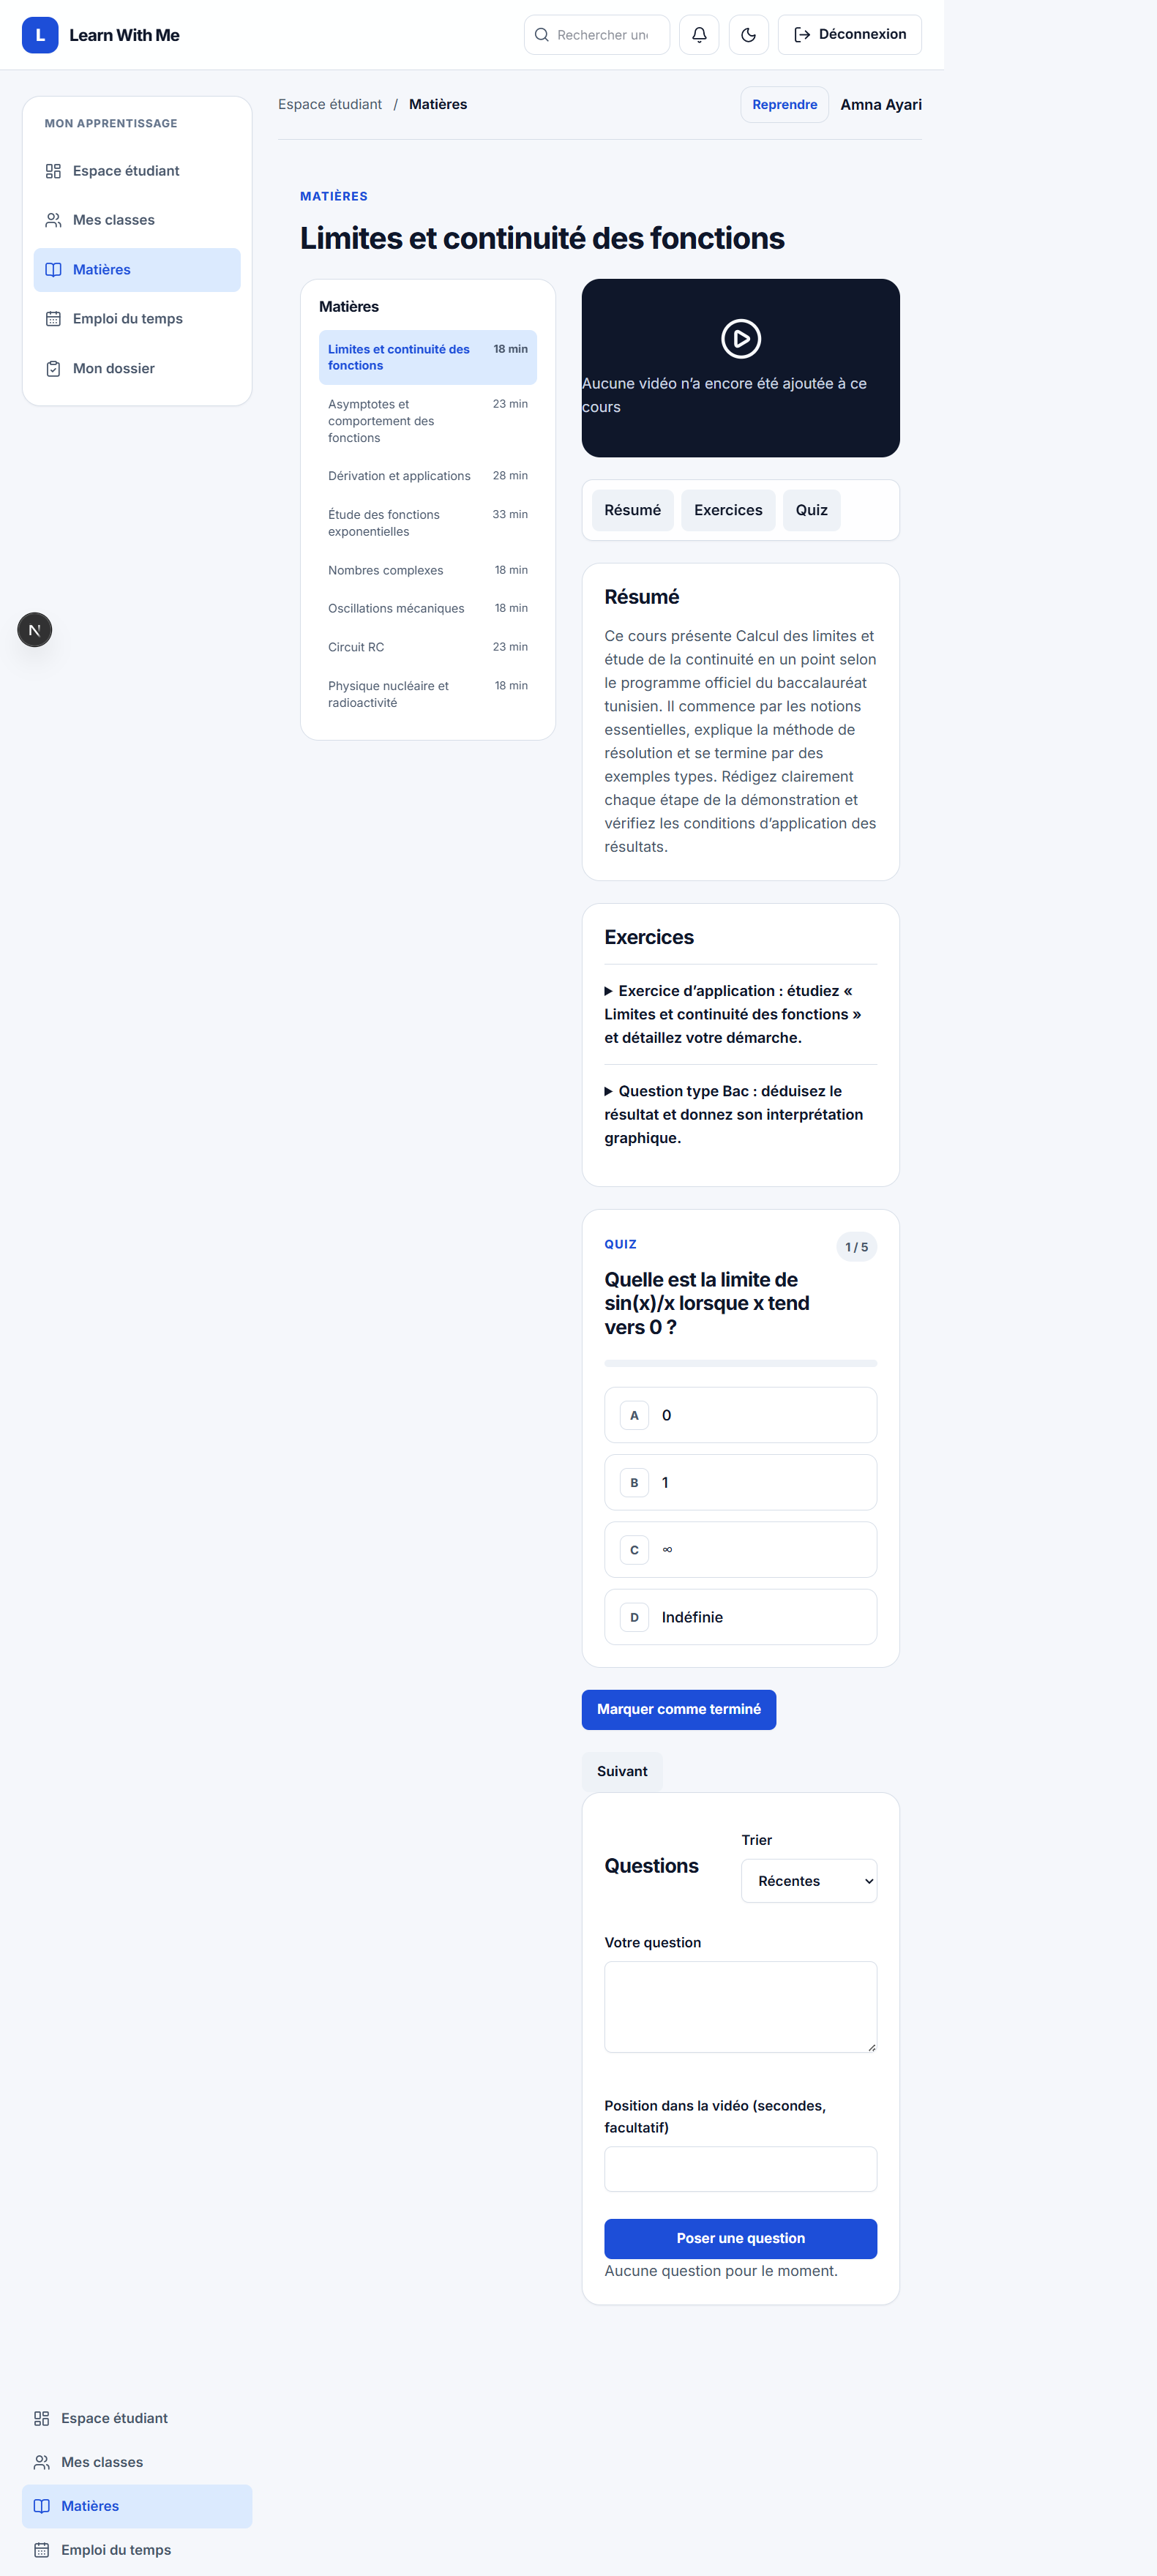 L Learn With Me
Rechercher un
Déconnexion
MON APPRENTISSAGE
Espace étudiant
Mes classes
Matières
Emploi du temps
Mon dossier
Espace étudiant / Matières
Reprendre
Amna Ayari
MATIÈRES
Limites et continuité des fonctions
Matières
Limites et continuité des 18 min
fonctions
Asymptotes et 23 min
comportement des
fonctions
Dérivation et applications 28 min
Étude des fonctions 33 min
exponentielles
Nombres complexes 18 min
Oscillations mécaniques 18 min
Circuit RC 23 min
Physique nucléaire et 18 min
radioactivité
Aucune vidéo n’a encore été ajoutée à ce
cours
Résumé
Exercices
Quiz
Résumé
Ce cours présente Calcul des limites et
étude de la continuité en un point selon
le programme officiel du baccalauréat
tunisien. Il commence par les notions
essentielles, explique la méthode de
résolution et se termine par des
exemples types. Rédigez clairement
chaque étape de la démonstration et
vérifiez les conditions d’application des
résultats.
Exercices
Exercice d’application : étudiez «
Limites et continuité des fonctions »
et détaillez votre démarche.
Question type Bac : déduisez le
résultat et donnez son interprétation
graphique.
QUIZ
1 / 5
Quelle est la limite de
sin(x)/x lorsque x tend
vers 0 ?
A 0
B 1
C ∞
D Indéfinie
Marquer comme terminé
Suivant
Questions
Trier
Récentes
Votre question
Position dans la vidéo (secondes,
facultatif)
Poser une question
Aucune question pour le moment.
N
Espace étudiant
Mes classes
Matières
Emploi du temps